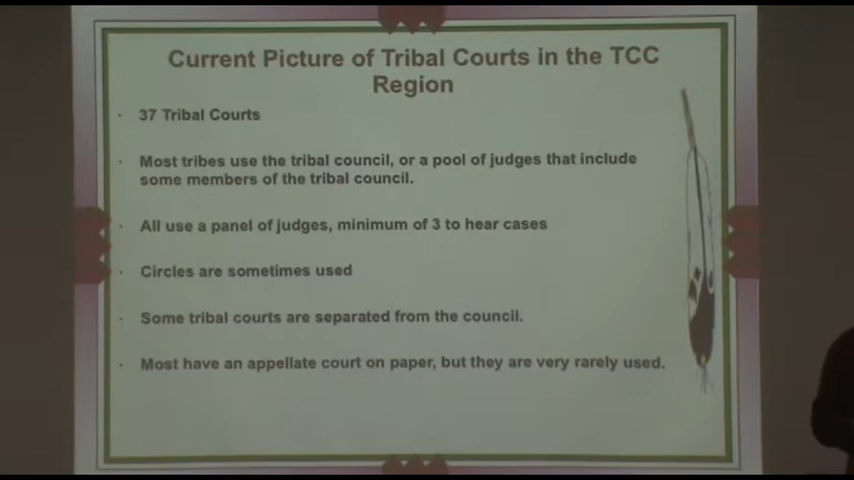 Current Picture of Tribal Courts in the TCC
Region
· 37 Tribal Courts
· Most tribes use the tribal council, or a pool of judges that include
some members of the tribal council.
· All use a panel of judges, minimum of 3 to hear cases
· Circles are sometimes used
· Some tribal courts are separated from the council.
· Most have an appellate court on paper, but they are very rarely used.